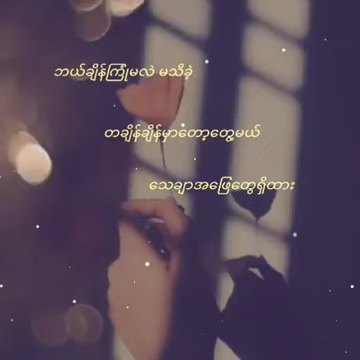 ဘယ်ချိန်ကြုံမလဲ မသိခဲ့
တချိန်ချိန်မှာတော့တွေ့မယ်
သေချာအဖြေတွေရှိထား